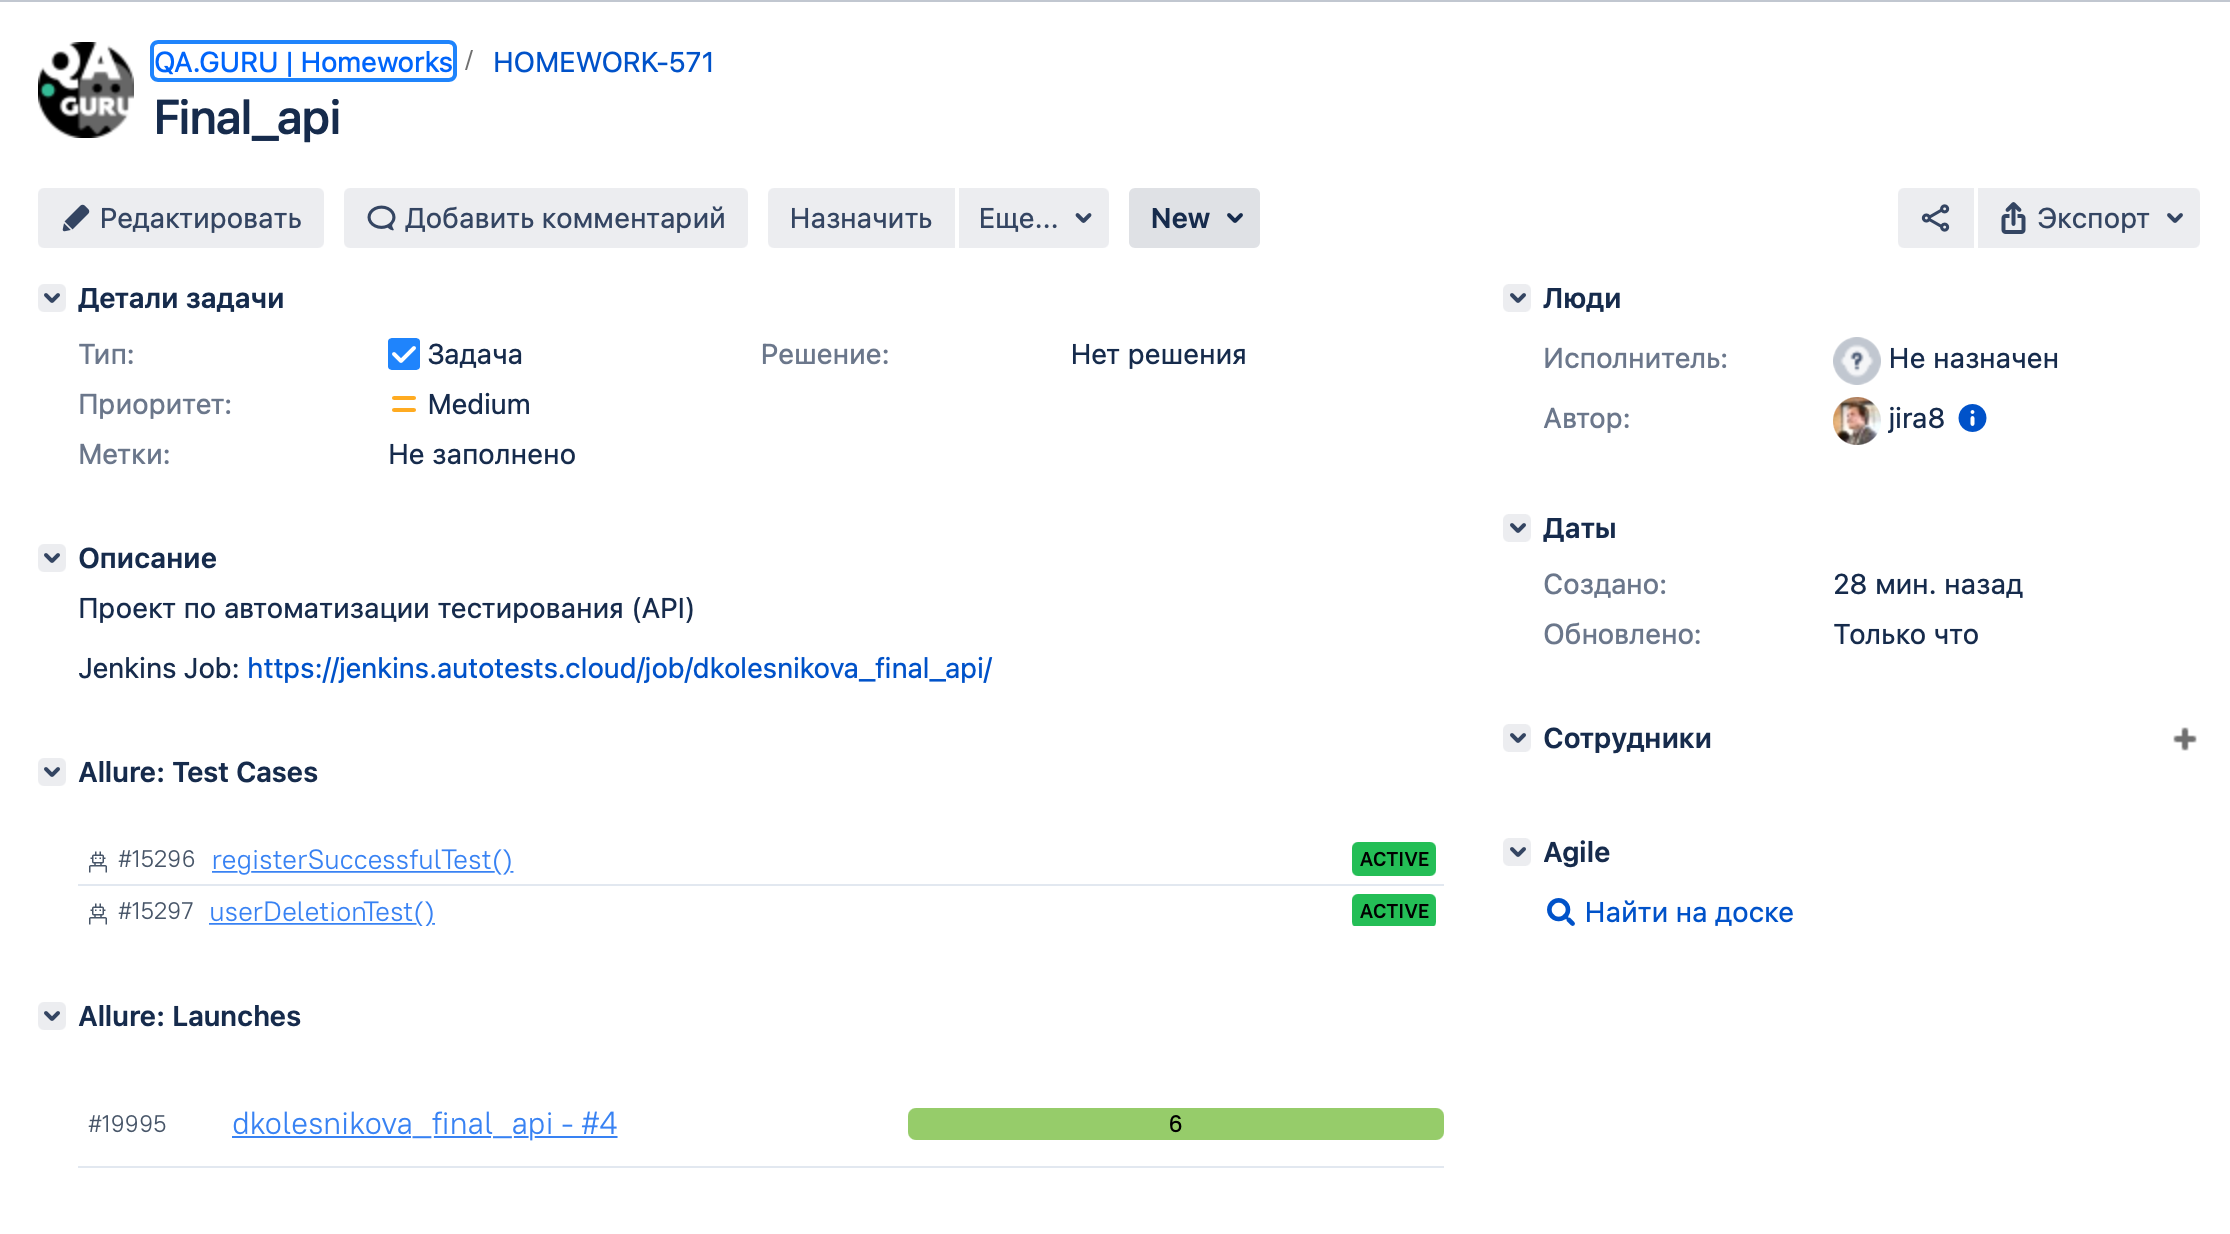 QA
GURU
QA.GURU | Homeworks / HOMEWORK-571
Final_api
Редактировать Добавить комментарий Назначить Еще... New Экспорт
Детали задачи
Тип: Задача Решение: Нет решения
Приоритет: Medium
Метки: Не заполнено
Описание
Проект по автоматизации тестирования (API)
Jenkins Job: https://jenkins.autotests.cloud/job/dkolesnikova_final_api/
Allure: Test Cases
#15296 registerSuccessfulTest() ACTIVE
#15297 userDeletionTest() ACTIVE
Allure: Launches
#19995 dkolesnikova_final_api - #4 6
Люди
Исполнитель: Не назначен
Автор: jira8
Даты
Создано: 28 мин. назад
Обновлено: Только что
Сотрудники
Agile
Найти на доске